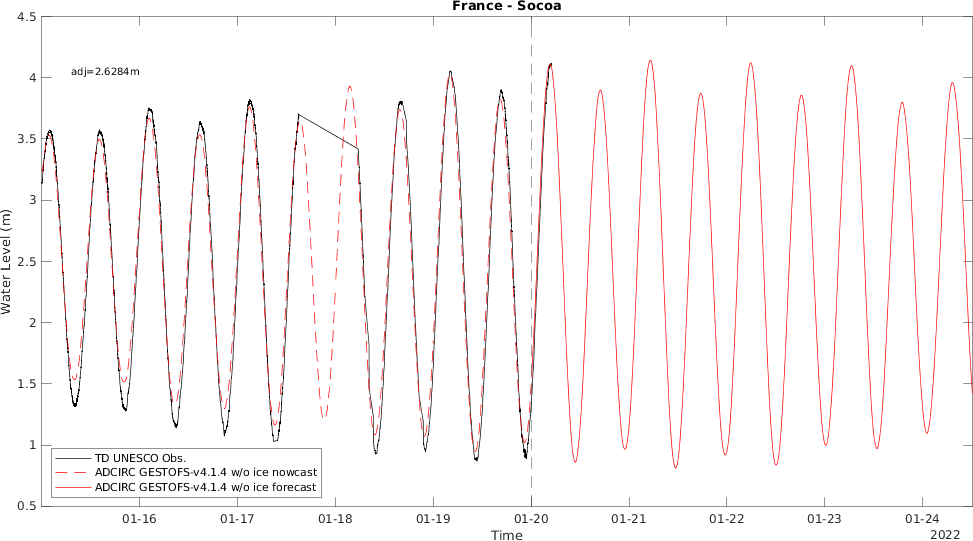 France - Socoa
4.5
4
3.5
3
2.5
2
1.5
1
0.5
Water Level (m)
adj=2.6284m
TD UNESCO Obs.
ADCIRC GESTOFS-v4.1.4 w/o ice nowcast
ADCIRC GESTOFS-v4.1.4 w/o ice forecast
01-16 01-17 01-18 01-19 01-20 01-21 01-22 01-23 01-24
Time
2022